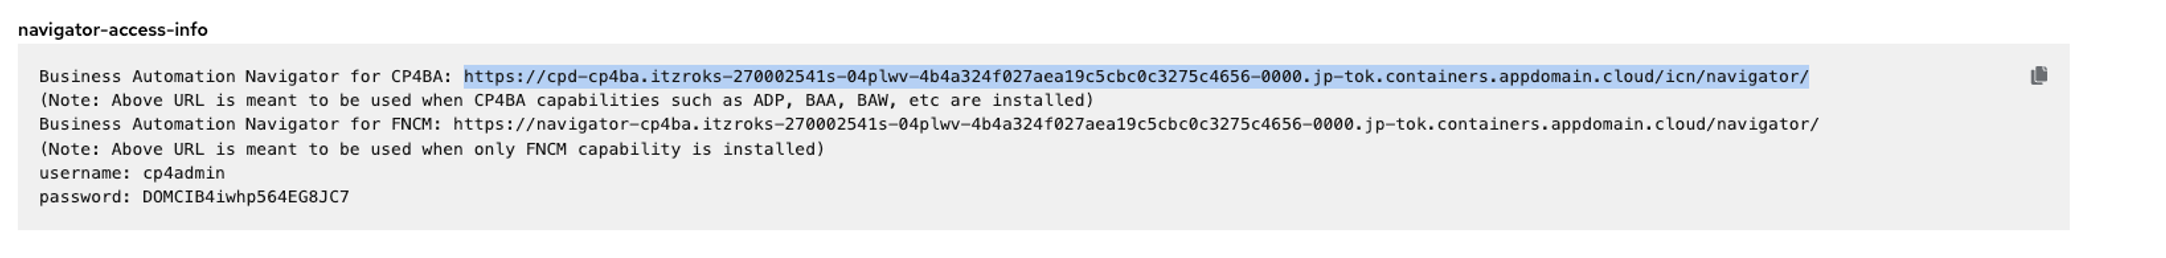 navigator-access-info
Business Automation Navigator for CP4BA: https://cpd-cp4ba.itzroks-270002541s-04plwv-4b4a324f027aea19c5cbc0c3275c4656-0000.jp-tok.containers.appdomain.cloud/icn/navigator/
(Note: Above URL is meant to be used when CP4BA capabilities such as ADP, BAA, BAW, etc are installed)
Business Automation Navigator for FNCM: https://navigator-cp4ba.itzroks-270002541s-04plwv-4b4a324f027aea19c5cbc0c3275c4656-0000.jp-tok.containers.appdomain.cloud/navigator/
(Note: Above URL is meant to be used when only FNCM capability is installed)
username: cp4admin
password: DOMCIB4iwhp564EG8JC7